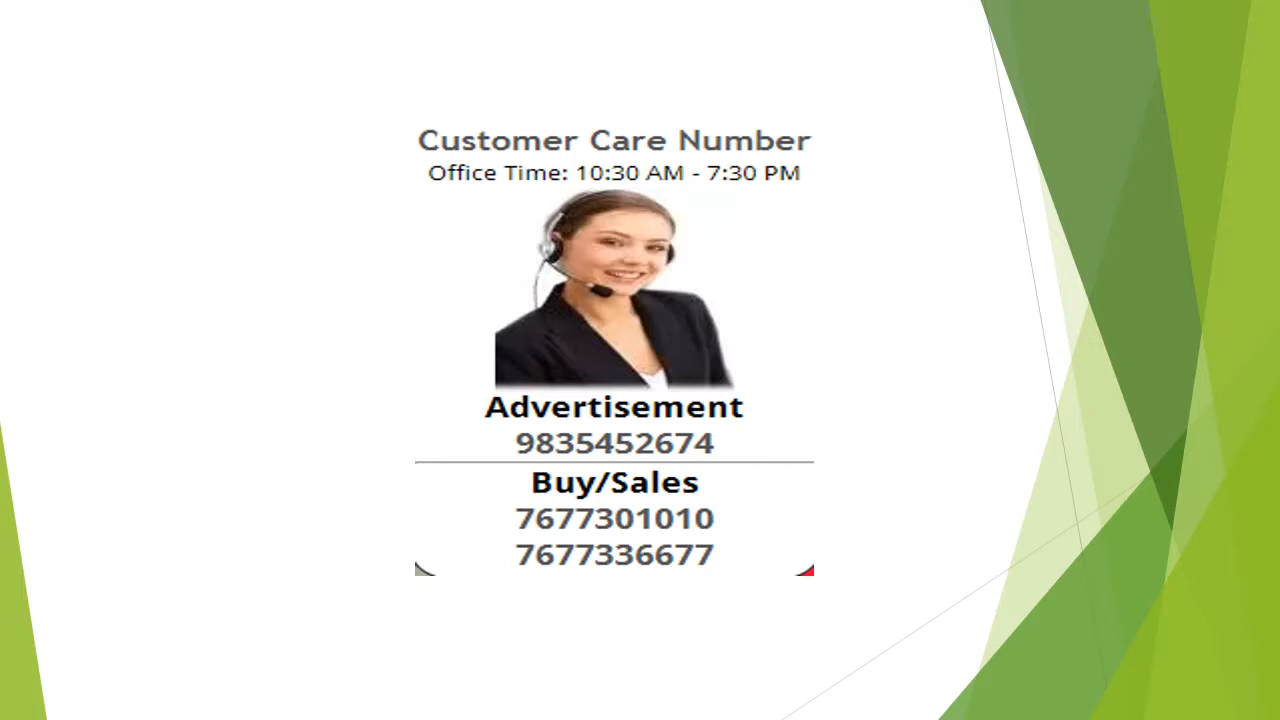 Customer Care Number
Office Time: 10:30 AM - 7:30 PM
Advertisement
9835452674
Buy/Sales
7677301010
7677336677